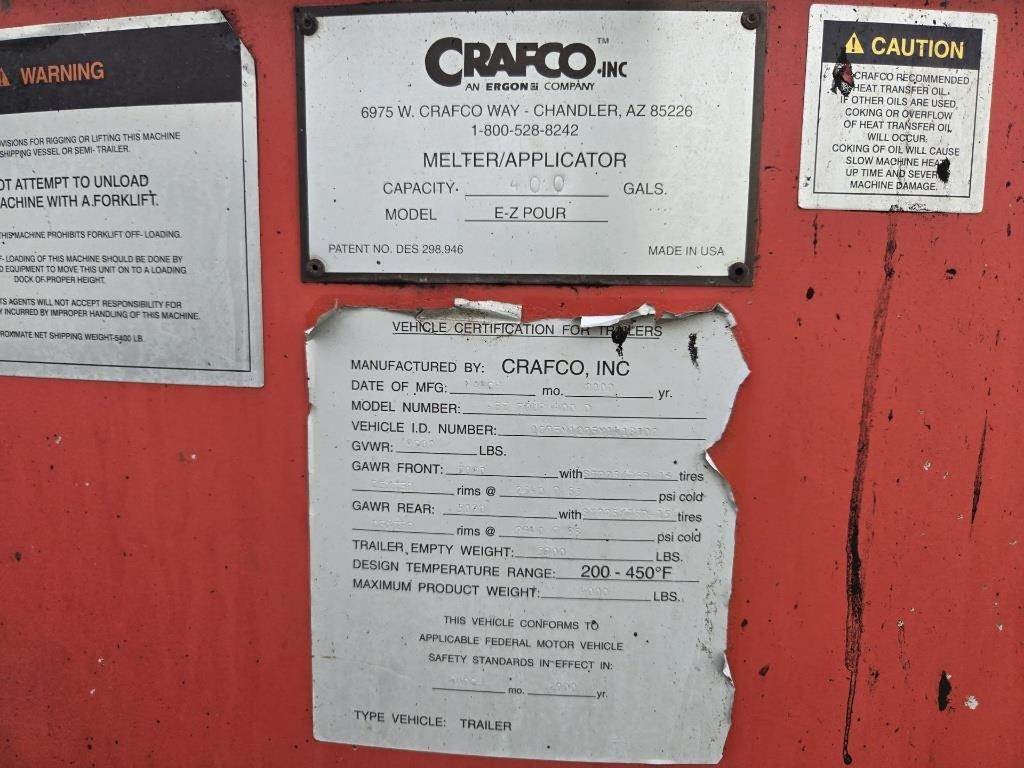 WARNING
VISIONS FOR RIGGING OR LIFTING THIS MACHINE
SHIPPING VESSEL OR SEMI- TRAILER.
OT ATTEMPT TO UNLOAD
ACHINE WITH A FORKLIFT.
THIS MACHINE PROHIBITS FORKLIFT OFF- LOADING.
F- LOADING OF THIS MACHINE SHOULD BE DONE BY
D EQUIPMENT TO MOVE THIS UNIT ON TO A LOADING
DOCK OF PROPER HEIGHT.
TS AGENTS WILL NOT ACCEPT RESPONSIBILITY FOR
Y INCURRED BY IMPROPER HANDLING OF THIS MACHINE.
ROXIMATE NET SHIPPING WEIGHT-5400 LB.
CRAFCO™ INC
AN ERGON COMPANY
6975 W. CRAFCO WAY - CHANDLER, AZ 85226
1-800-528-8242
MELTER/APPLICATOR
CAPACITY 400 GALS.
MODEL E-Z POUR
PATENT NO. DES 298,946 MADE IN USA
CAUTION
CRAFCO RECOMMENDED
HEAT TRANSFER OIL.
IF OTHER OILS ARE USED,
COKING OR OVERFLOW
OF HEAT TRANSFER OIL
WILL OCCUR.
COKING OF OIL WILL CAUSE
SLOW MACHINE HEAT
UP TIME AND SEVERE
MACHINE DAMAGE.
VEHICLE CERTIFICATION FOR TRAILERS
MANUFACTURED BY: CRAFCO, INC
DATE OF MFG: mo. 2000 yr.
MODEL NUMBER:
VEHICLE I.D. NUMBER:
GVWR: LBS.
GAWR FRONT: with tires
rims @ psi cold
GAWR REAR: with tires
rims @ psi cold
TRAILER EMPTY WEIGHT: LBS.
DESIGN TEMPERATURE RANGE: 200 - 450°F
MAXIMUM PRODUCT WEIGHT: LBS.
THIS VEHICLE CONFORMS TO
APPLICABLE FEDERAL MOTOR VEHICLE
SAFETY STANDARDS IN EFFECT IN:
mo. 2000 yr.
TYPE VEHICLE: TRAILER